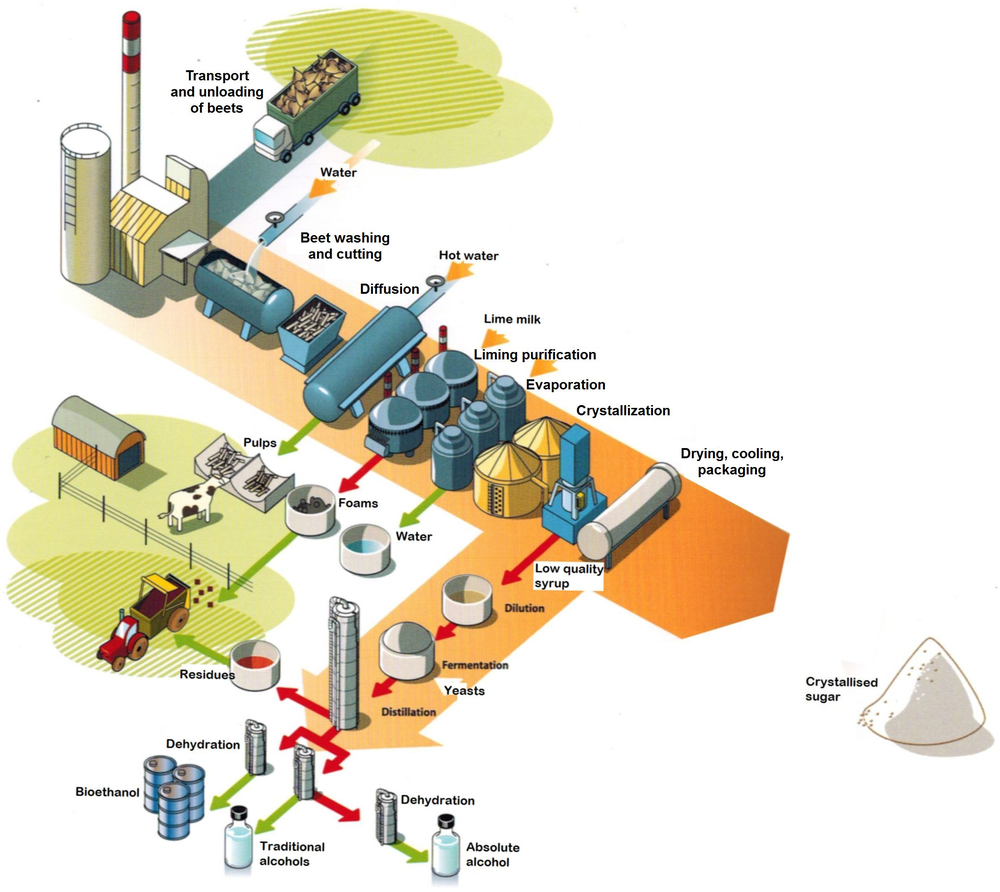 Transport
and unloading
of beets
Water
Beet washing
and cutting
Hot water
Diffusion
Lime milk
Liming purification
Evaporation
Crystallization
Drying, cooling,
packaging
Pulps
Foams
Water
Low quality
syrup
Dilution
Fermentation
Yeasts
Residues
Distillation
Crystallised
sugar
Dehydration
Bioethanol
Dehydration
Traditional
alcohols
Absolute
alcohol